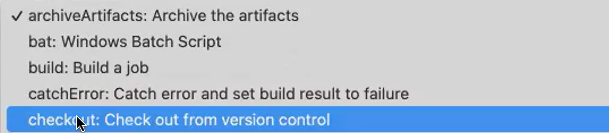 ✓ archiveArtifacts: Archive the artifacts
bat: Windows Batch Script
build: Build a job
catchError: Catch error and set build result to failure
checkout: Check out from version control